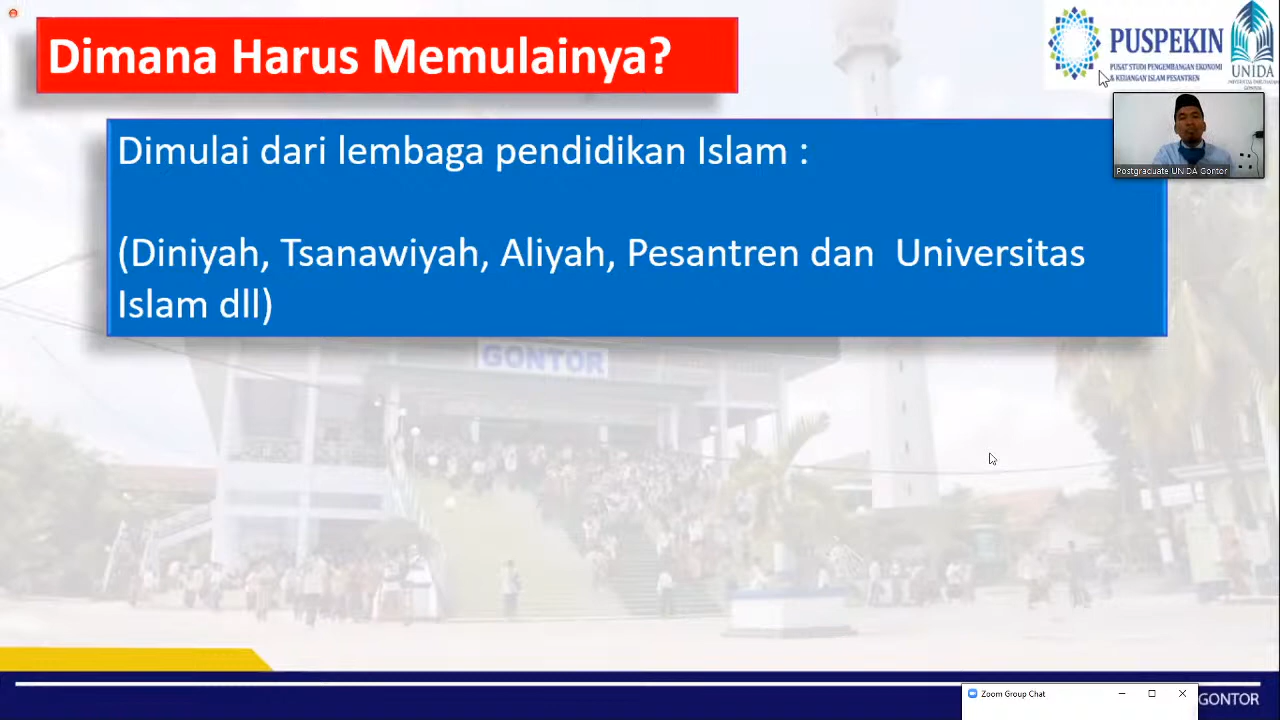 Dimana Harus Memulainya?
PUSPEKIN
PUSAT STUDI PENGEMBANGAN EKONOMI
& KEUANGAN ISLAM PESANTREN
UNIDA
GONTOR
Postgraduate UNIDA Gontor
Dimulai dari lembaga pendidikan Islam :
(Diniyah, Tsanawiyah, Aliyah, Pesantren dan Universitas
Islam dll)
GONTOR
Zoom Group Chat
GONTOR